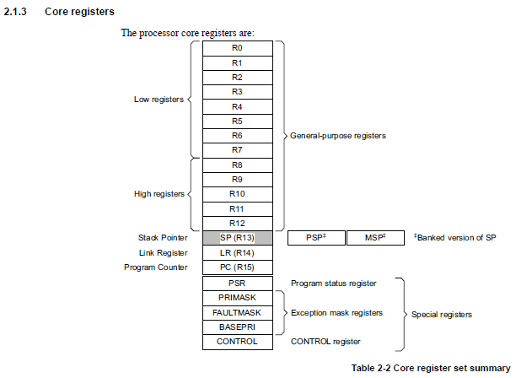 2.1.3 Core registers
The processor core registers are:
R0
R1
R2
R3
Low registers
R4
R5
R6
General-purpose registers
R7
R8
R9
High registers
R10
R11
R12
Stack Pointer SP (R13) PSP‡ MSP‡ ‡Banked version of SP
Link Register LR (R14)
Program Counter PC (R15)
PSR Program status register
PRIMASK
FAULTMASK Exception mask registers Special registers
BASEPRI
CONTROL CONTROL register
Table 2-2 Core register set summary